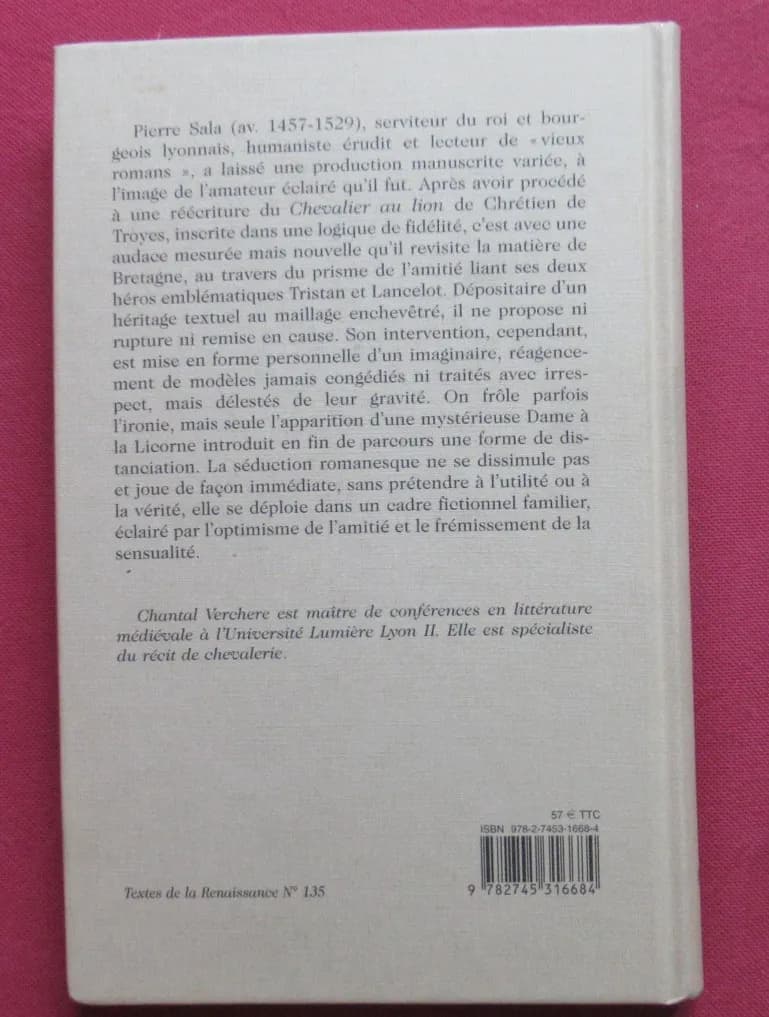 Pierre Sala (av. 1457-1529), serviteur du roi et bour-
geois lyonnais, humaniste érudit et lecteur de « vieux
romans », a laissé une production manuscrite variée, à
l'image de l'amateur éclairé qu'il fut. Après avoir procédé
à une réécriture du Chevalier au lion de Chrétien de
Troyes, inscrite dans une logique de fidélité, c'est avec une
audace mesurée mais nouvelle qu'il revisite la matière de
Bretagne, au travers du prisme de l'amitié liant ses deux
héros emblématiques Tristan et Lancelot. Dépositaire d'un
héritage textuel au maillage enchevêtré, il ne propose ni
rupture ni remise en cause. Son intervention, cependant,
est mise en forme personnelle d'un imaginaire, réagence-
ment de modèles jamais congédiés ni traités avec irres-
pect, mais délestés de leur gravité. On frôle parfois
l'ironie, mais seule l'apparition d'une mystérieuse Dame à
la Licorne introduit en fin de parcours une forme de dis-
tanciation. La séduction romanesque ne se dissimule pas
et joue de façon immédiate, sans prétendre à l'utilité ou à
la vérité, elle se déploie dans un cadre fictionnel familier,
éclairé par l'optimisme de l'amitié et le frémissement de la
sensualité.
Chantal Verchere est maître de conférences en littérature
médiévale à l'Université Lumière Lyon II. Elle est spécialiste
du récit de chevalerie.
57 € TTC
ISBN 978-2-7453-1668-4
9 782745 316684
Textes de la Renaissance N° 135